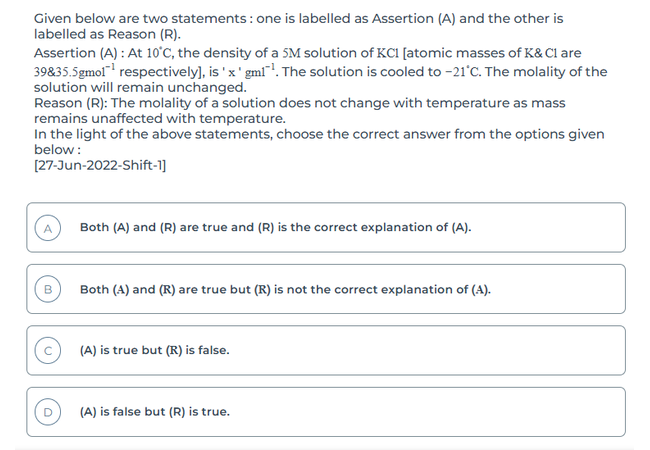 Given below are two statements : one is labelled as Assertion (A) and the other is
labelled as Reason (R).
Assertion (A) : At 10˚C, the density of a 5M solution of KCl [atomic masses of K& Cl are
39&35.5gmol⁻¹ respectively], is ' x ' gml⁻¹. The solution is cooled to −21˚C. The molality of the
solution will remain unchanged.
Reason (R): The molality of a solution does not change with temperature as mass
remains unaffected with temperature.
In the light of the above statements, choose the correct answer from the options given
below :
[27-Jun-2022-Shift-1]
A Both (A) and (R) are true and (R) is the correct explanation of (A).
B Both (A) and (R) are true but (R) is not the correct explanation of (A).
C (A) is true but (R) is false.
D (A) is false but (R) is true.